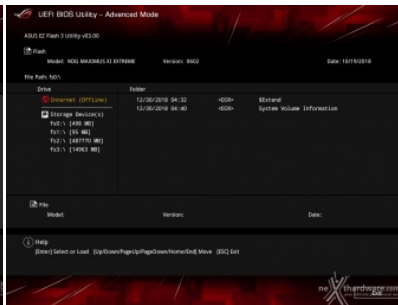 UEFI BIOS Utility – Advanced Mode
ASUS EZ Flash 3 Utility v03.00
Flash
Model: ROG MAXIMUS XI EXTREME Version: 0602 Date: 10/19/2018
File Path: fs0:\
Drive Folder
Internet (Offline) 12/30/2018 04:32 <DIR> $Extend
12/30/2018 04:40 <DIR> System Volume Information
Storage Device(s)
fs0:\ [498 MB]
fs1:\ [95 MB]
fs2:\ [487770 MB]
fs3:\ [14963 MB]
File
Model: Version: Date:
Help
[Enter] Select or Load [Up/Down/PageUp/PageDown/Home/End] Move [ESC] Exit